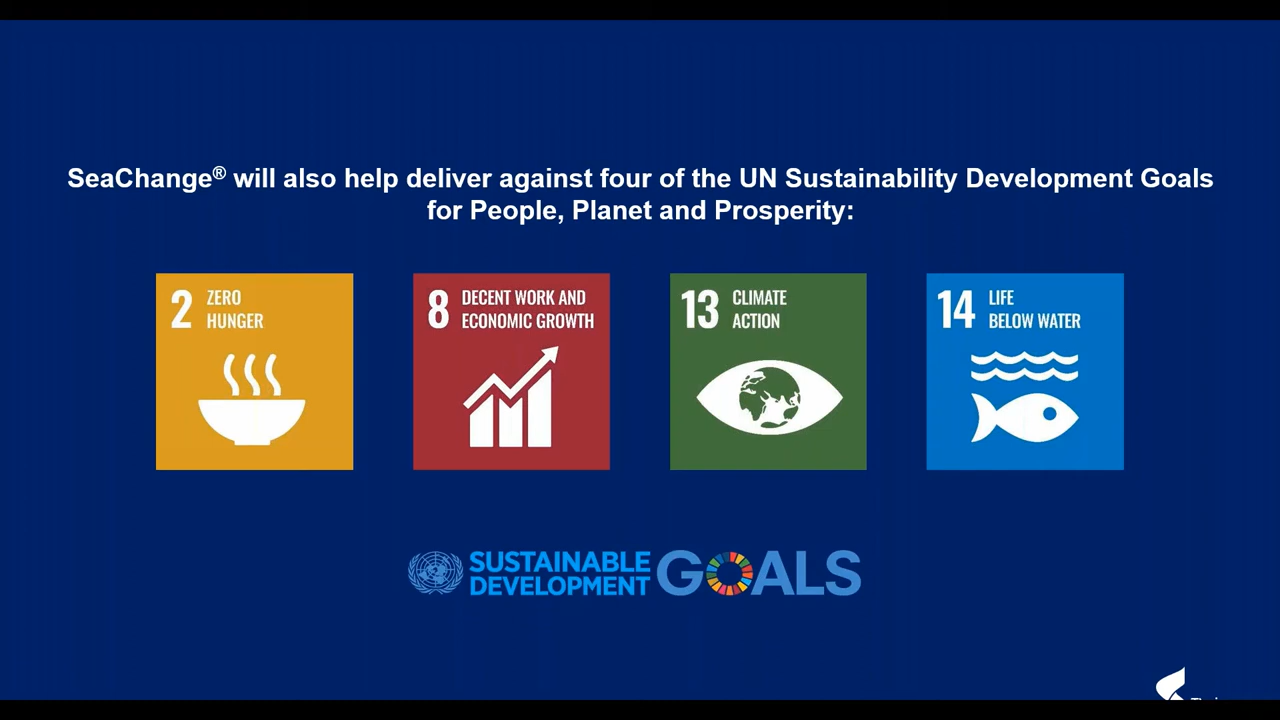 SeaChange® will also help deliver against four of the UN Sustainability Development Goals
for People, Planet and Prosperity:
2 ZERO
HUNGER
8 DECENT WORK AND
ECONOMIC GROWTH
13 CLIMATE
ACTION
14 LIFE
BELOW WATER
SUSTAINABLE
DEVELOPMENT
GOALS